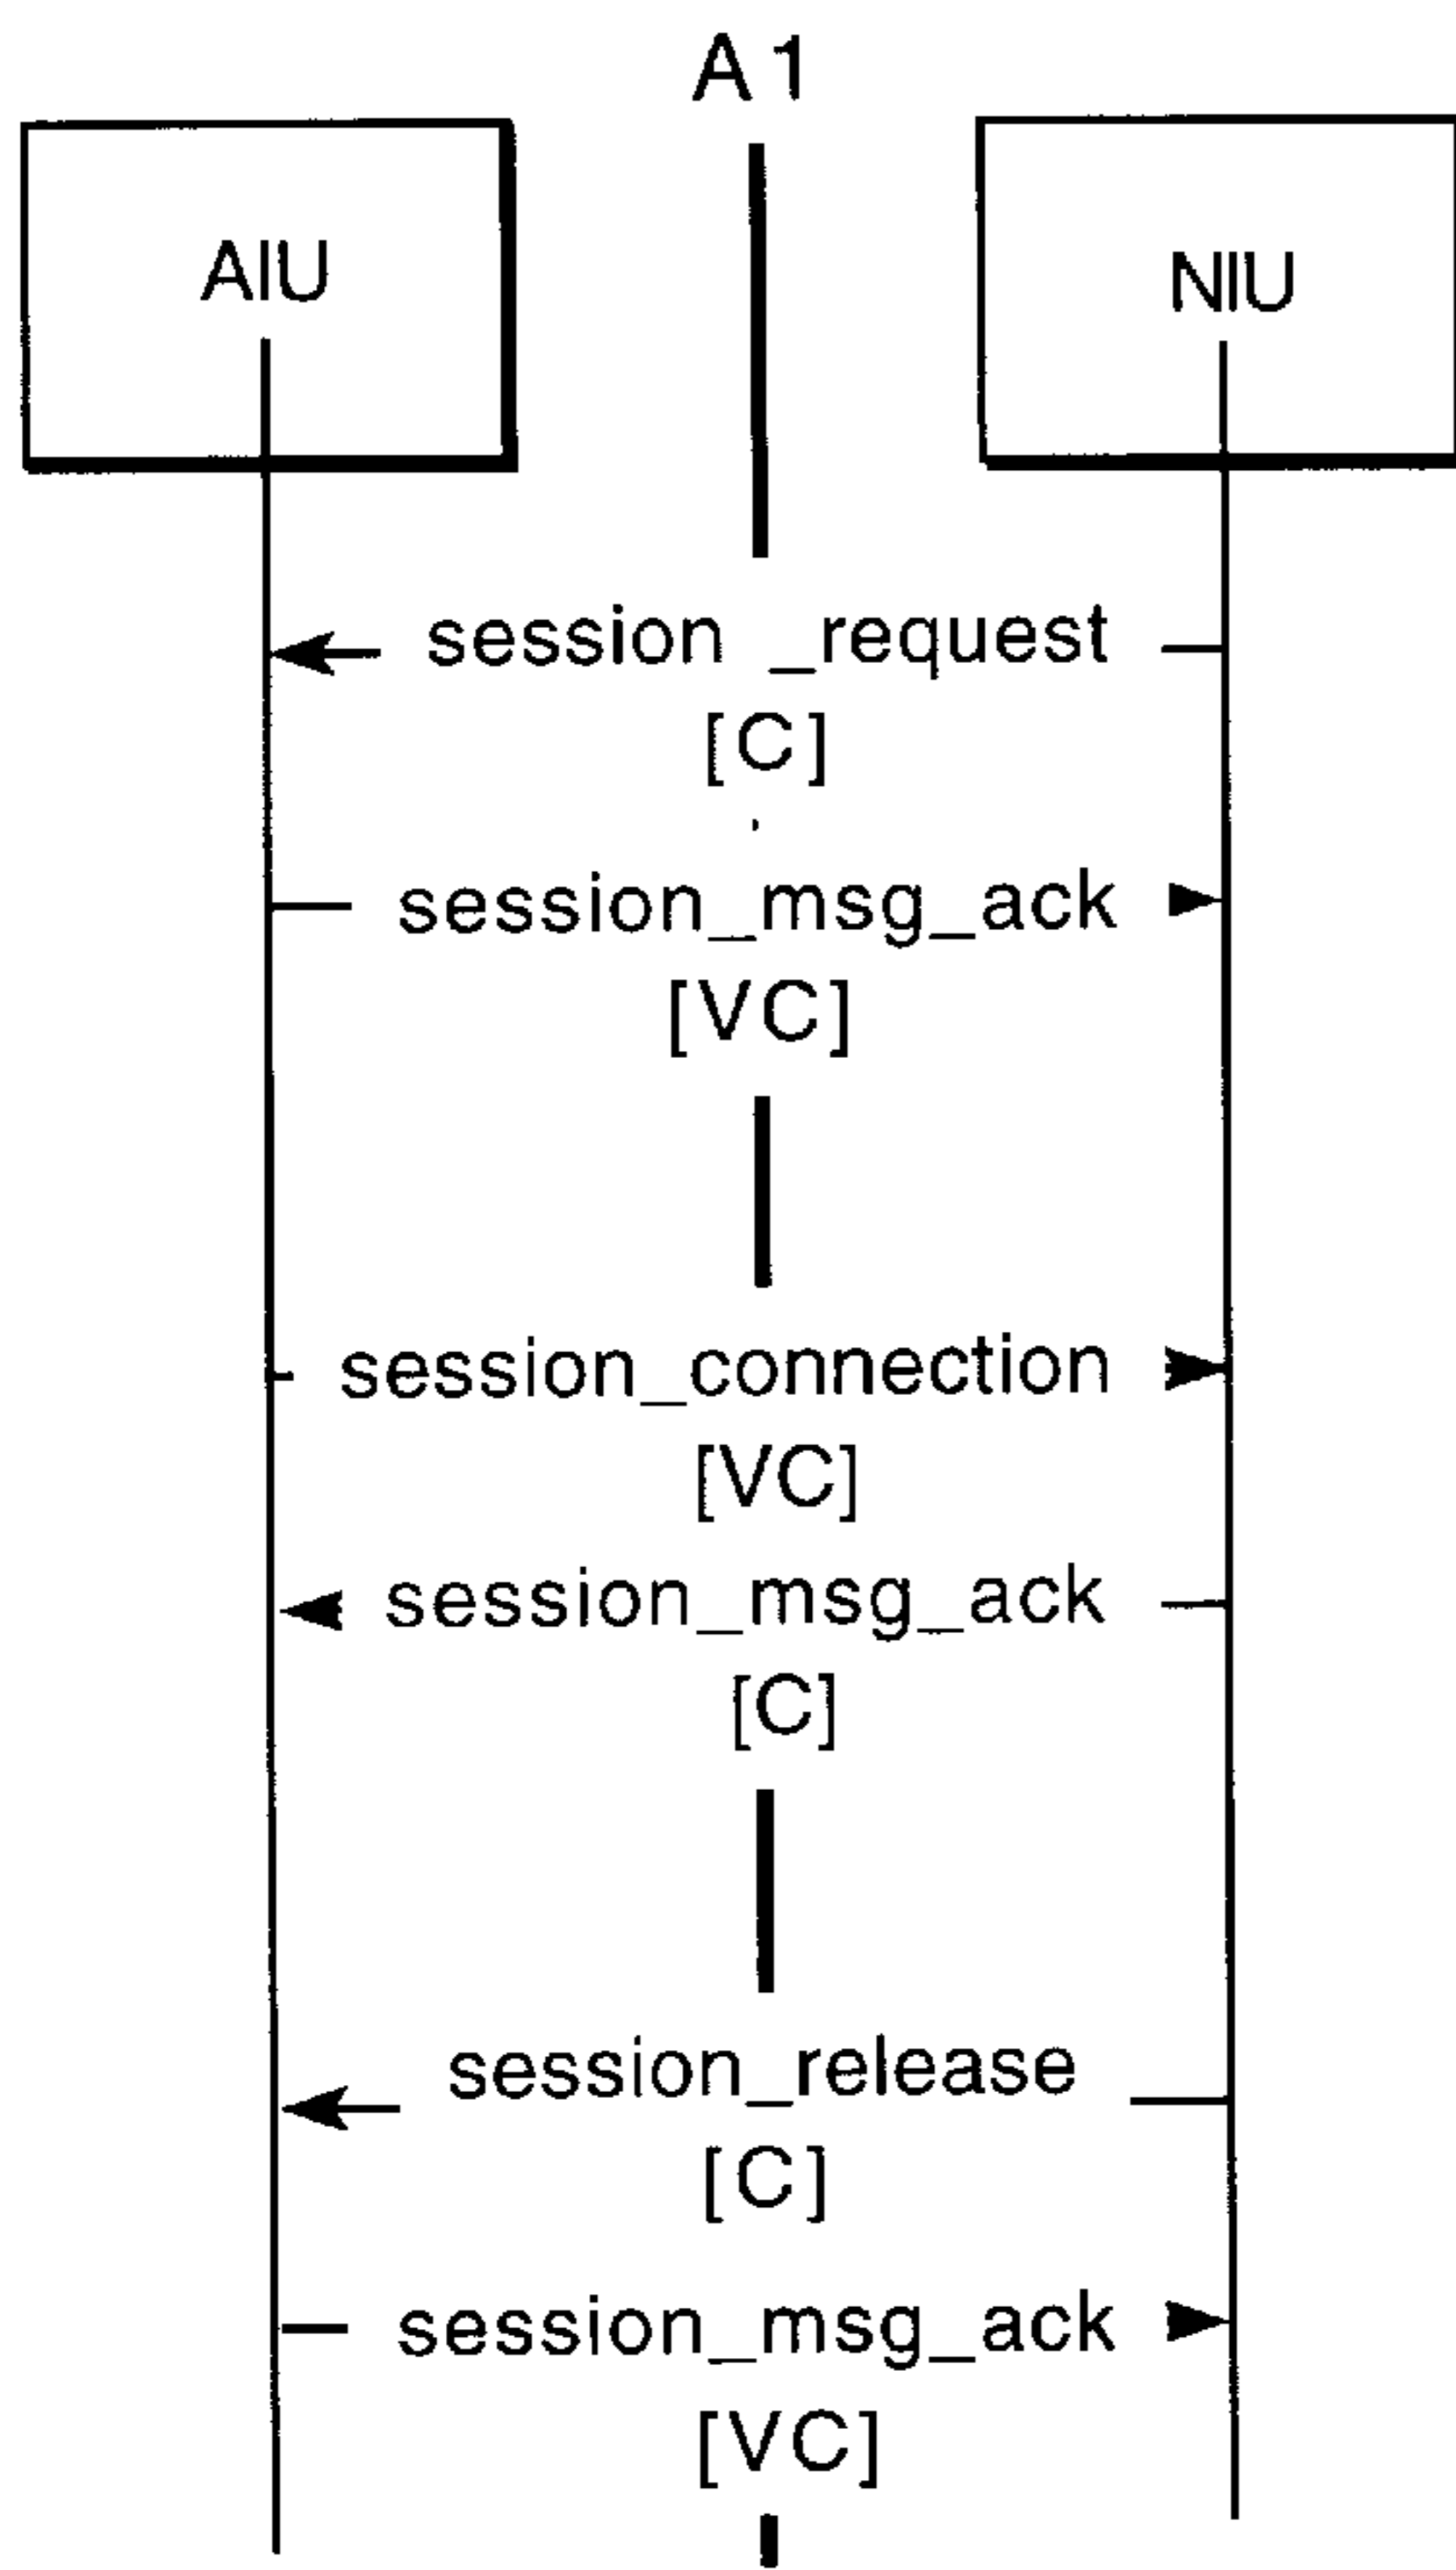 A1
AIU
NIU
session _request
[C]
session_msg_ack
[VC]
session_connection
[VC]
session_msg_ack
[C]
session_release
[C]
session_msg_ack
[VC]